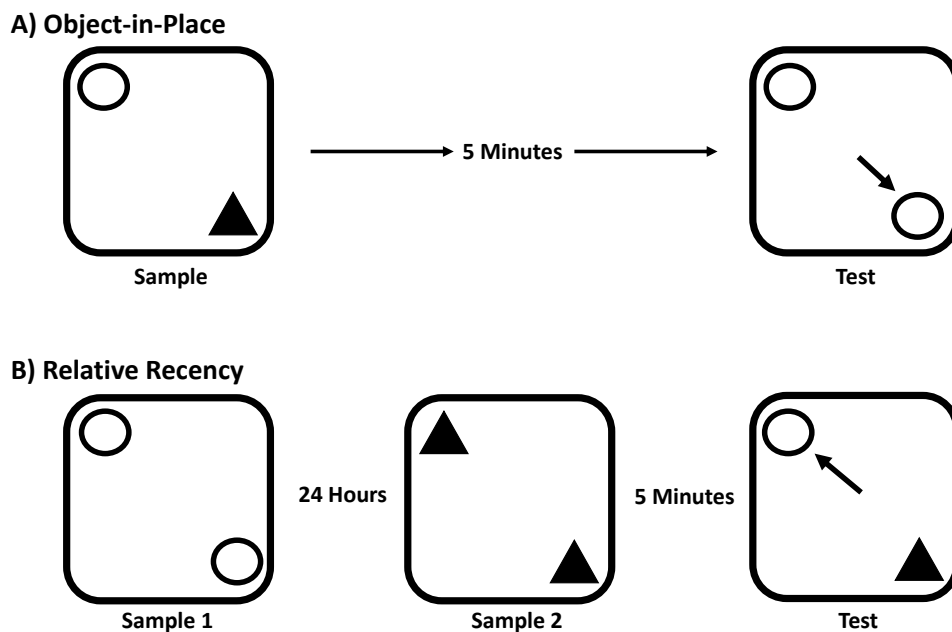 A) Object-in-Place
5 Minutes
Sample
Test
B) Relative Recency
24 Hours
5 Minutes
Sample 1
Sample 2
Test